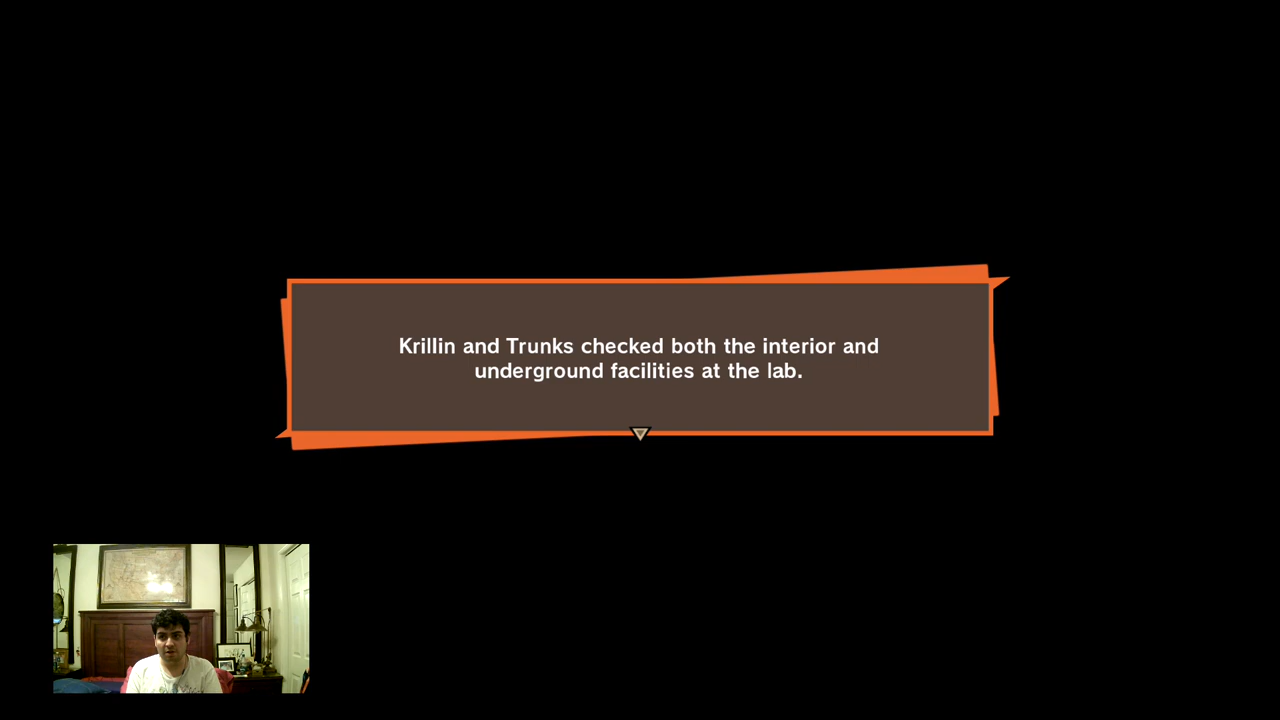 Krillin and Trunks checked both the interior and
underground facilities at the lab.